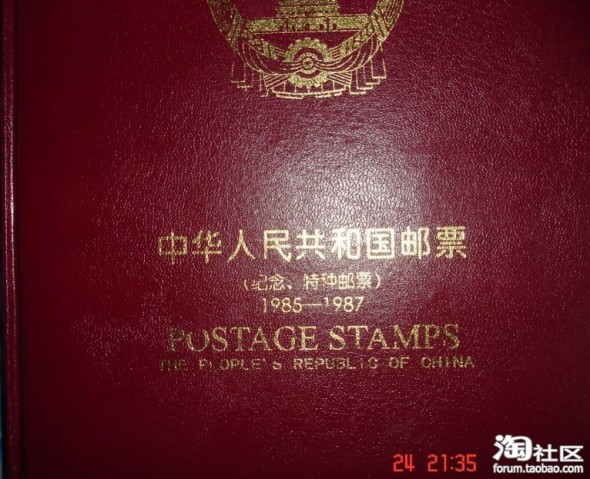 中华人民共和国邮票
(纪念、特种邮票)
1985—1987
POSTAGE STAMPS
THE PEOPLE'S REPUBLIC OF CHINA
24 21:35
淘社区
forum.taobao.com